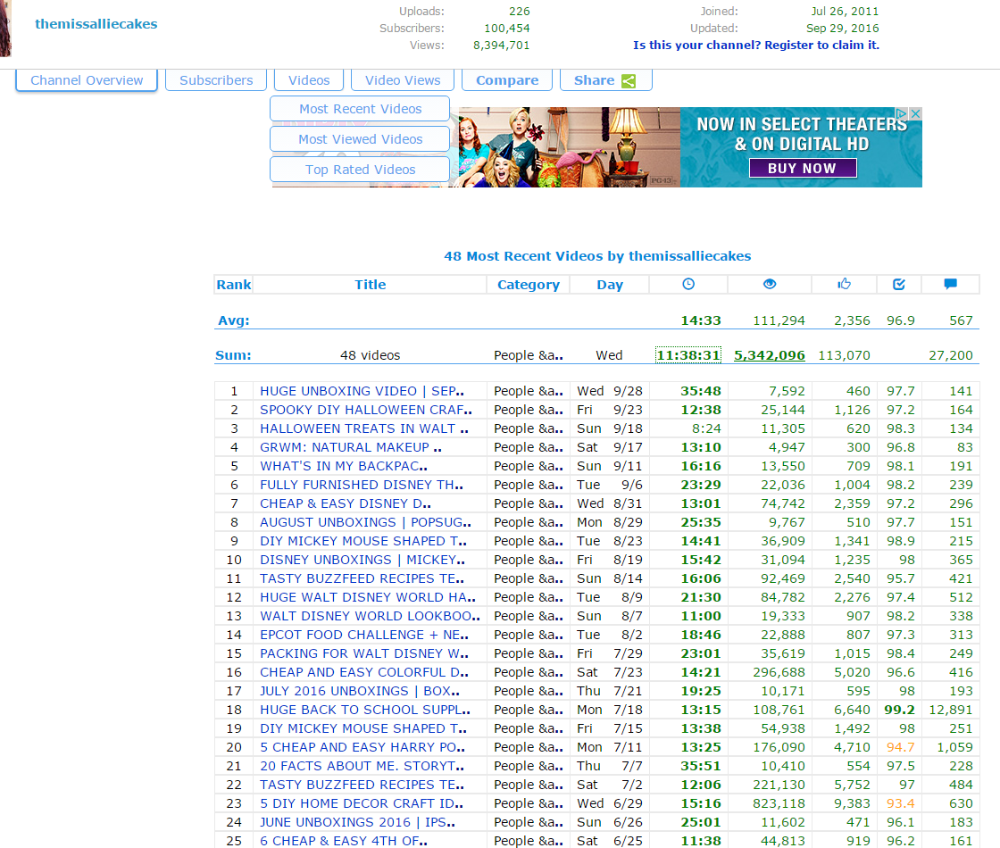 Uploads: 226 Joined: Jul 26, 2011
themissalliecakes
Subscribers: 100,454 Updated: Sep 29, 2016
Views: 8,394,701 Is this your channel? Register to claim it.
Channel Overview Subscribers Videos Video Views Compare Share
Most Recent Videos
Most Viewed Videos
Top Rated Videos
NOW IN SELECT THEATERS
& ON DIGITAL HD
BUY NOW
PG-13
48 Most Recent Videos by themissalliecakes
Rank Title Category Day
Avg: 14:33 111,294 2,356 96.9 567
Sum: 48 videos People &a.. Wed 11:38:31 5,342,096 113,070 27,200
1 HUGE UNBOXING VIDEO | SEP.. People &a.. Wed 9/28 35:48 7,592 460 97.7 141
2 SPOOKY DIY HALLOWEEN CRAF.. People &a.. Fri 9/23 12:38 25,144 1,126 97.2 164
3 HALLOWEEN TREATS IN WALT .. People &a.. Sun 9/18 8:24 11,305 620 98.3 134
4 GRWM: NATURAL MAKEUP .. People &a.. Sat 9/17 13:10 4,947 300 96.8 83
5 WHAT'S IN MY BACKPAC.. People &a.. Sun 9/11 16:16 13,550 709 98.1 191
6 FULLY FURNISHED DISNEY TH.. People &a.. Tue 9/6 23:29 22,036 1,004 98.2 239
7 CHEAP & EASY DISNEY D.. People &a.. Wed 8/31 13:01 74,742 2,359 97.2 296
8 AUGUST UNBOXINGS | POPSUG.. People &a.. Mon 8/29 25:35 9,767 510 97.7 151
9 DIY MICKEY MOUSE SHAPED T.. People &a.. Tue 8/23 14:41 36,909 1,341 98.9 215
10 DISNEY UNBOXINGS | MICKEY.. People &a.. Fri 8/19 15:42 31,094 1,235 98 365
11 TASTY BUZZFEED RECIPES TE.. People &a.. Sun 8/14 16:06 92,469 2,540 95.7 421
12 HUGE WALT DISNEY WORLD HA.. People &a.. Tue 8/9 21:30 84,782 2,276 97.4 512
13 WALT DISNEY WORLD LOOKBOO.. People &a.. Sun 8/7 11:00 19,333 907 98.2 338
14 EPCOT FOOD CHALLENGE + NE.. People &a.. Tue 8/2 18:46 22,888 807 97.3 313
15 PACKING FOR WALT DISNEY W.. People &a.. Fri 7/29 23:01 35,619 1,015 98.4 249
16 CHEAP AND EASY COLORFUL D.. People &a.. Sat 7/23 14:21 296,688 5,020 96.6 416
17 JULY 2016 UNBOXINGS | BOX.. People &a.. Thu 7/21 19:25 10,171 595 98 193
18 HUGE BACK TO SCHOOL SUPPL.. People &a.. Mon 7/18 13:15 108,761 6,640 99.2 12,891
19 DIY MICKEY MOUSE SHAPED T.. People &a.. Fri 7/15 13:38 54,938 1,492 98 251
20 5 CHEAP AND EASY HARRY PO.. People &a.. Mon 7/11 13:25 176,090 4,710 94.7 1,059
21 20 FACTS ABOUT ME. STORYT.. People &a.. Thu 7/7 35:51 10,410 554 97.5 228
22 TASTY BUZZFEED RECIPES TE.. People &a.. Sat 7/2 12:06 221,130 5,752 97 484
23 5 DIY HOME DECOR CRAFT ID.. People &a.. Wed 6/29 15:16 823,118 9,383 93.4 630
24 JUNE UNBOXINGS 2016 | IPS.. People &a.. Sun 6/26 25:01 11,602 471 96.1 183
25 6 CHEAP & EASY 4TH OF.. People &a.. Sat 6/25 11:38 44,813 919 96.2 161